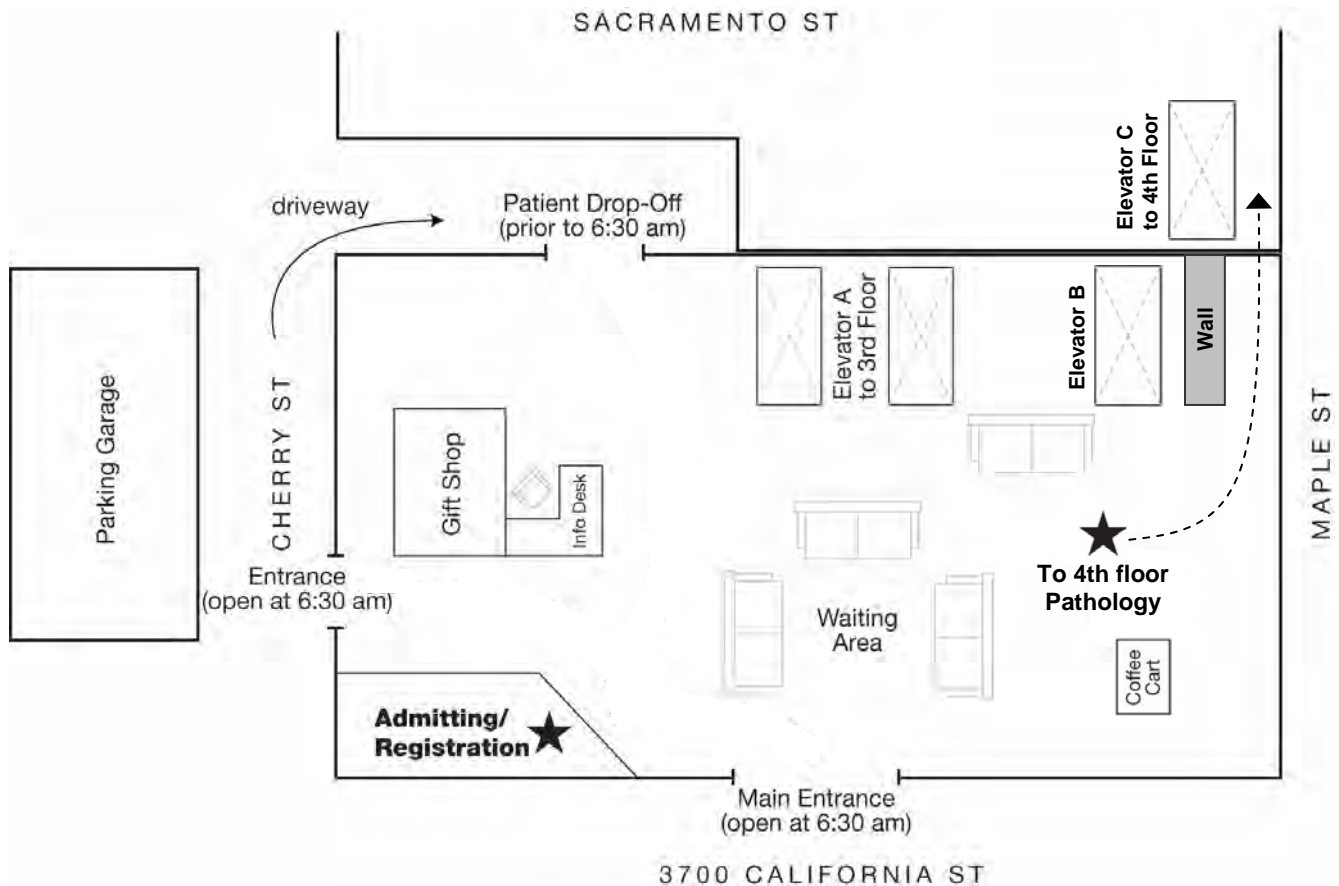 SACRAMENTO ST
Elevator C
to 4th Floor
driveway
Patient Drop-Off
(prior to 6:30 am)
Parking Garage
CHERRY ST
Elevator A
to 3rd Floor
Elevator B
Wall
MAPLE ST
Gift Shop
Info Desk
Entrance
(open at 6:30 am)
To 4th floor
Pathology
Waiting
Area
Coffee
Cart
Admitting/
Registration
Main Entrance
(open at 6:30 am)
3700 CALIFORNIA ST